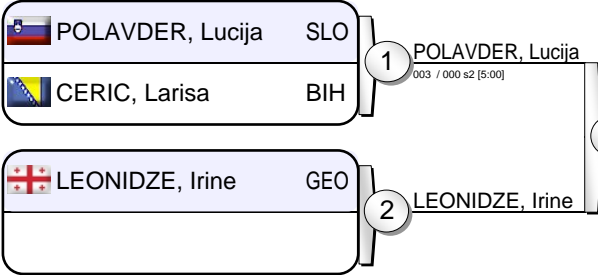 POLAVDER, Lucija SLO
CERIC, Larisa BIH
1
POLAVDER, Lucija
003 / 000 s2 [5:00]
LEONIDZE, Irine GEO
2
LEONIDZE, Irine